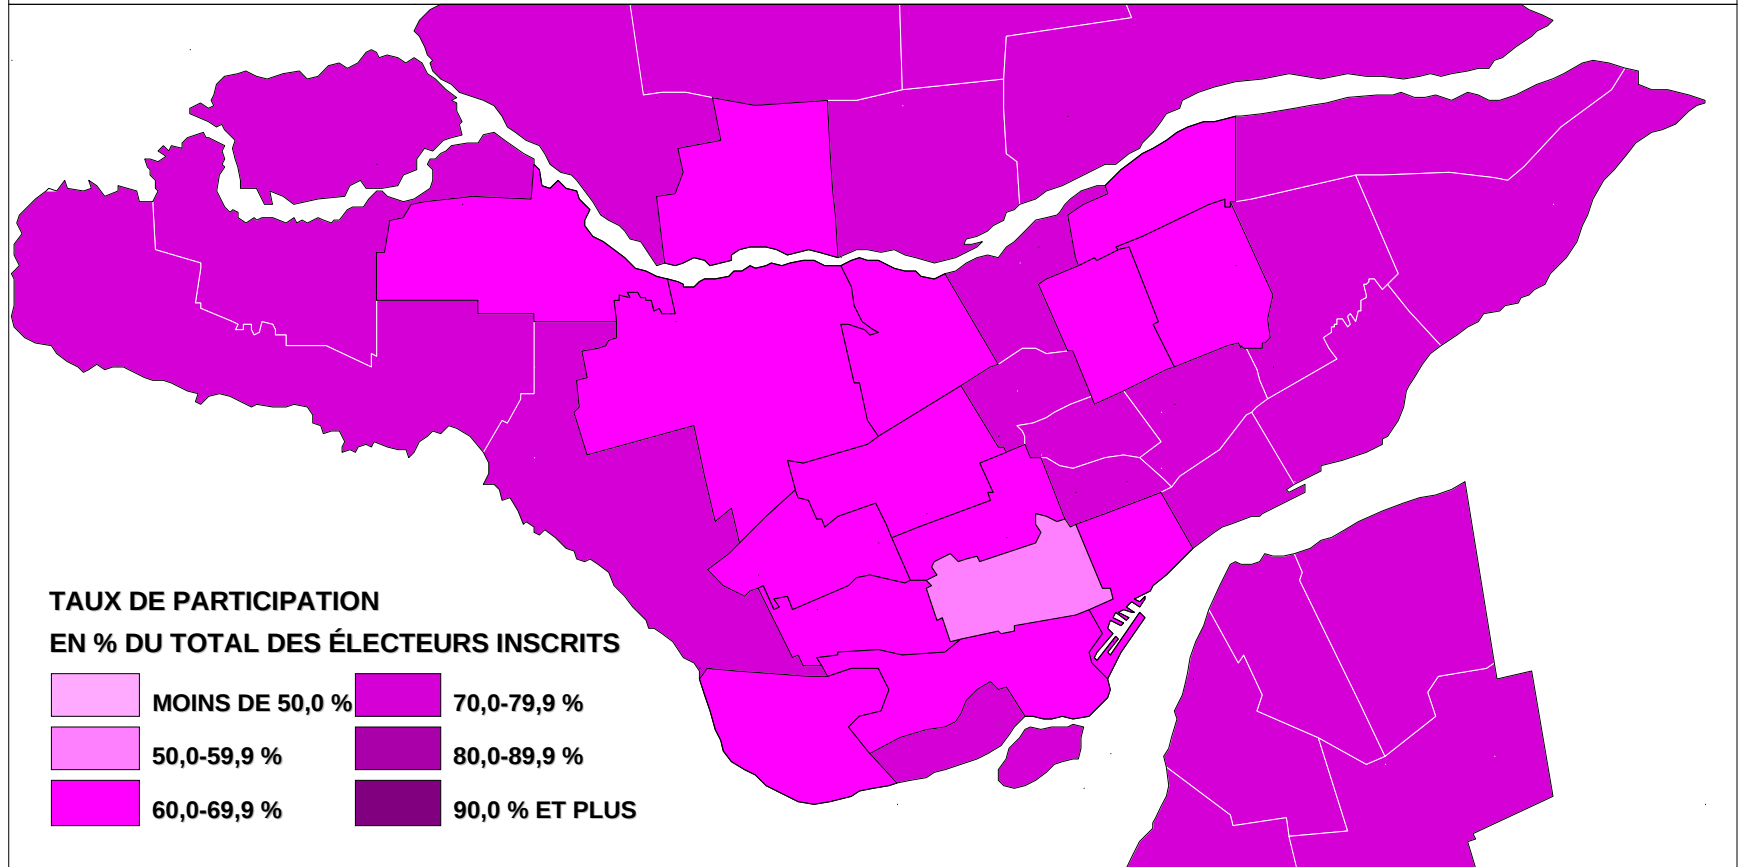 TAUX DE PARTICIPATION
EN % DU TOTAL DES ÉLECTEURS INSCRITS
MOINS DE 50,0 %
50,0-59,9 %
60,0-69,9 %
70,0-79,9 %
80,0-89,9 %
90,0 % ET PLUS